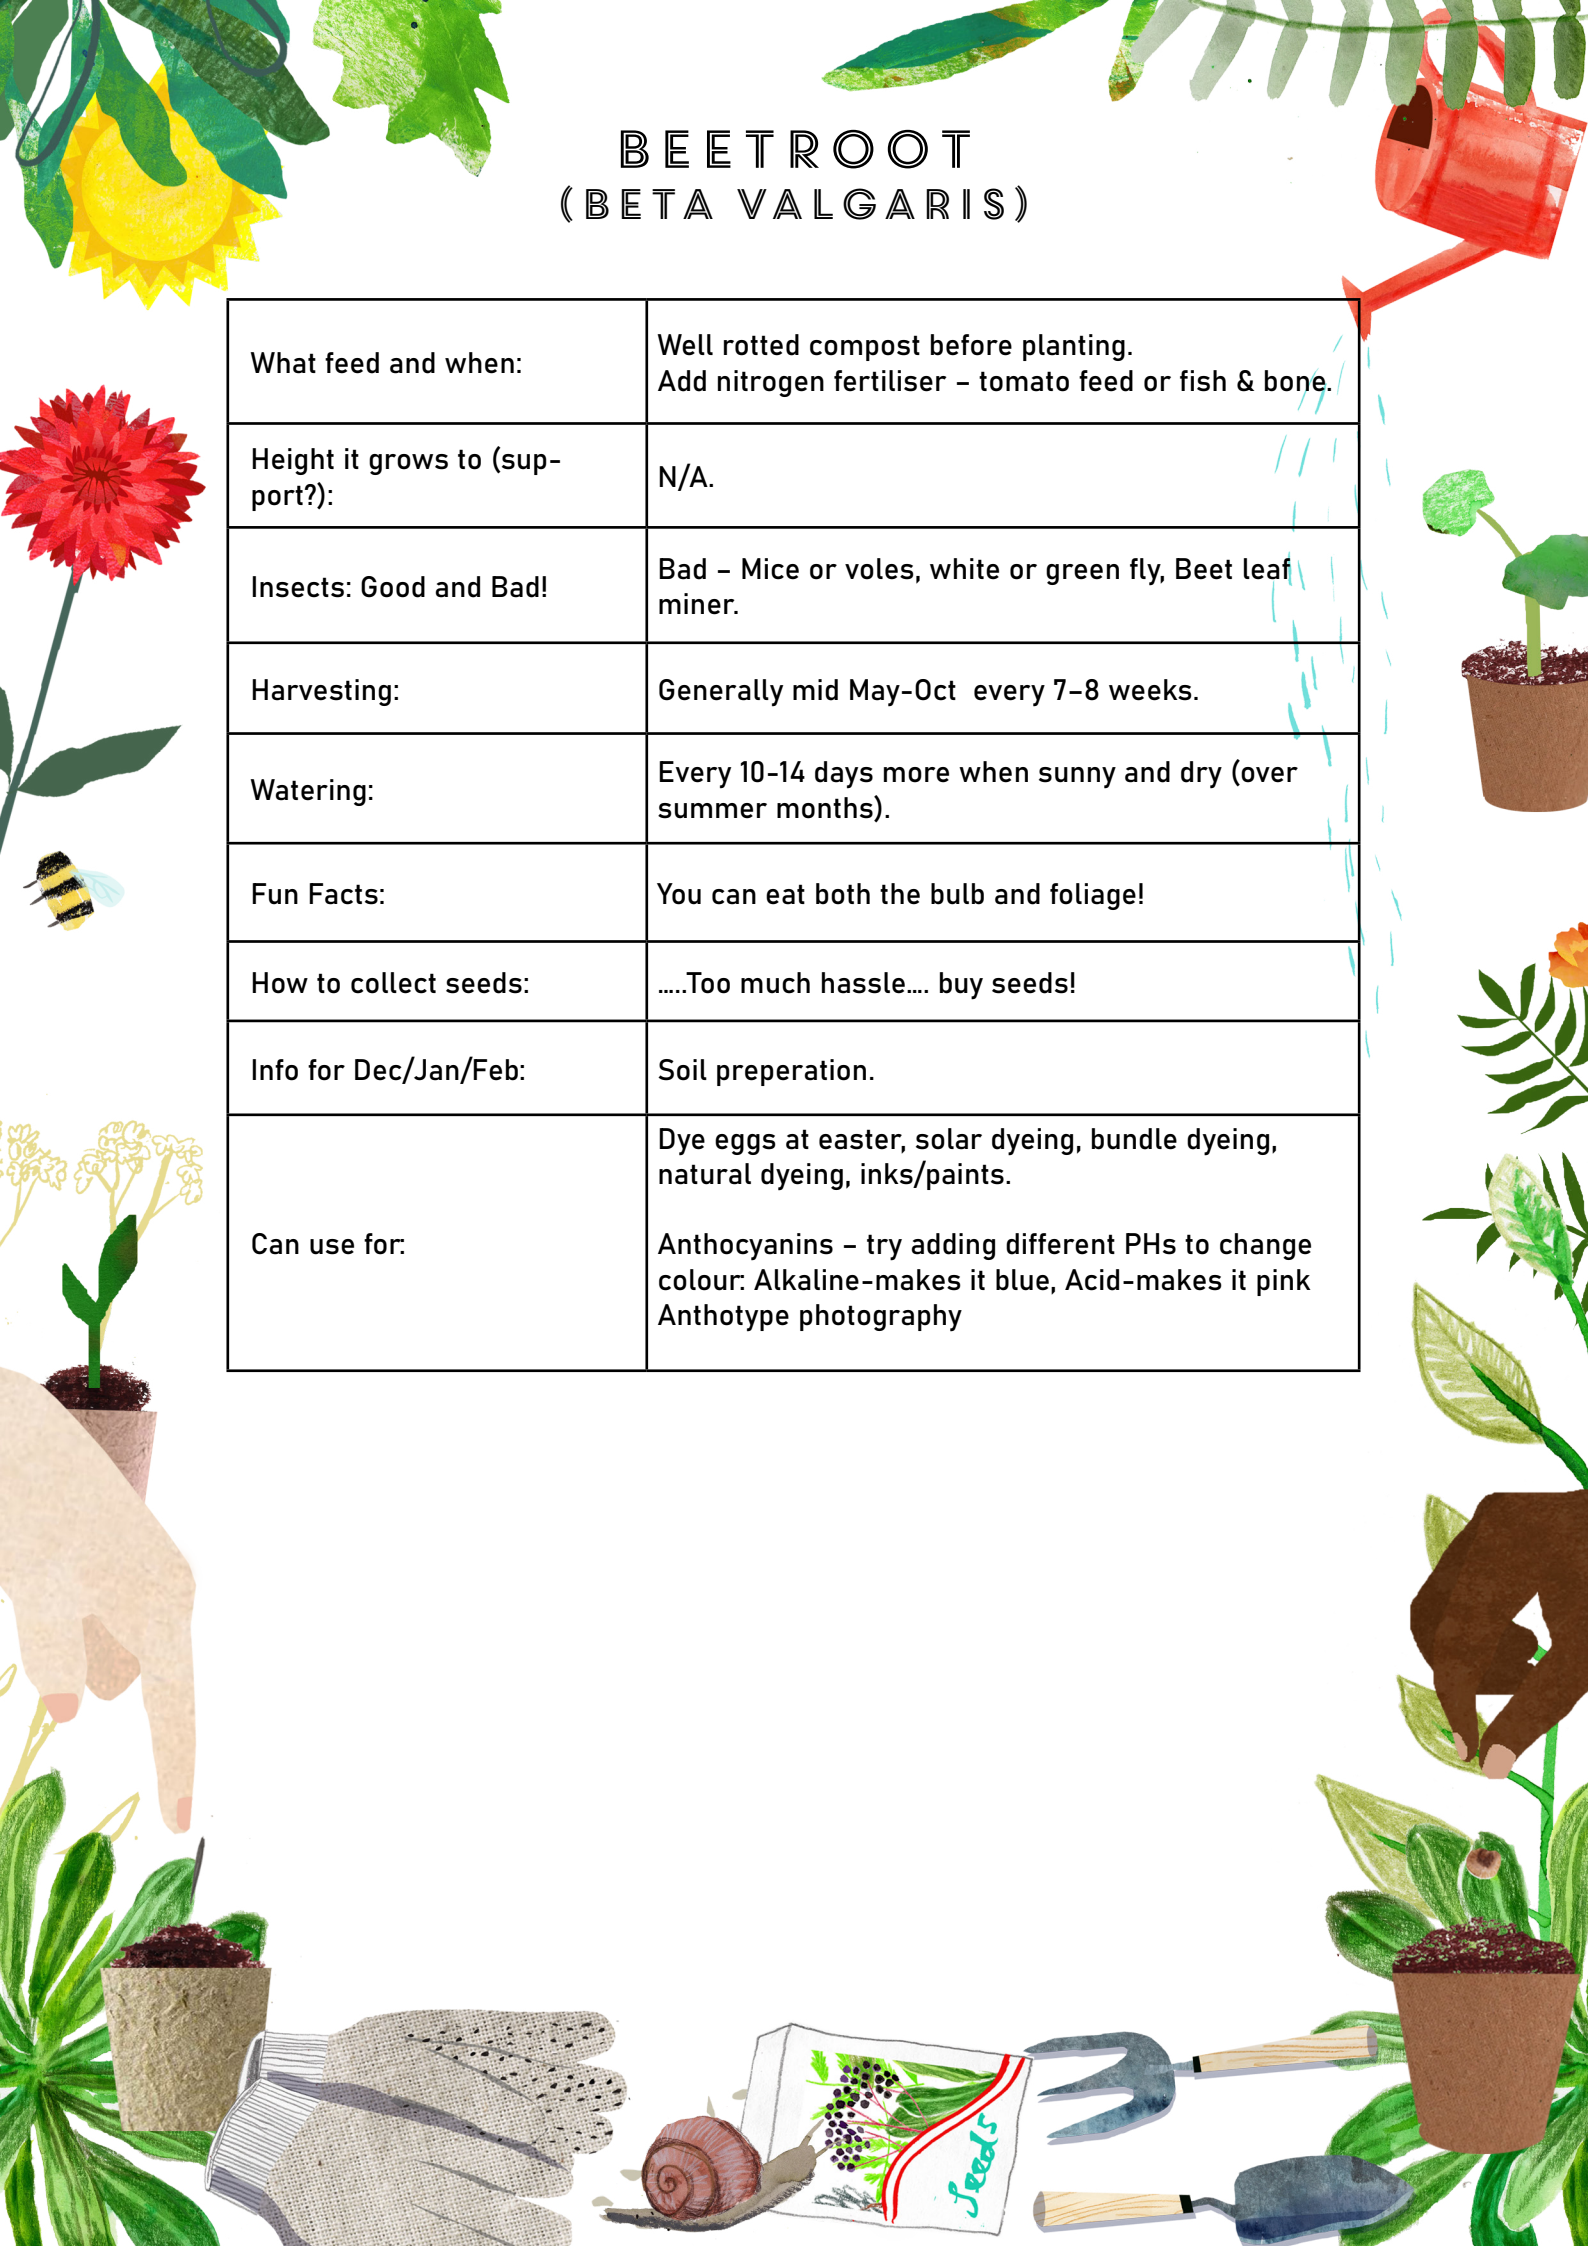 BEETROOT
(BETA VALGARIS)
What feed and when:
Well rotted compost before planting.
Add nitrogen fertiliser – tomato feed or fish & bone.
Height it grows to (sup-
port?):
N/A.
Insects: Good and Bad!
Bad – Mice or voles, white or green fly, Beet leaf
miner.
Harvesting:
Generally mid May-Oct  every 7–8 weeks.
Watering:
Every 10-14 days more when sunny and dry (over
summer months).
Fun Facts:
You can eat both the bulb and foliage!
How to collect seeds:
…..Too much hassle…. buy seeds!
Info for Dec/Jan/Feb:
Soil preperation.
Can use for:
Dye eggs at easter, solar dyeing, bundle dyeing,
natural dyeing, inks/paints.
Anthocyanins – try adding different PHs to change
colour: Alkaline-makes it blue, Acid-makes it pink
Anthotype photography
Seeds